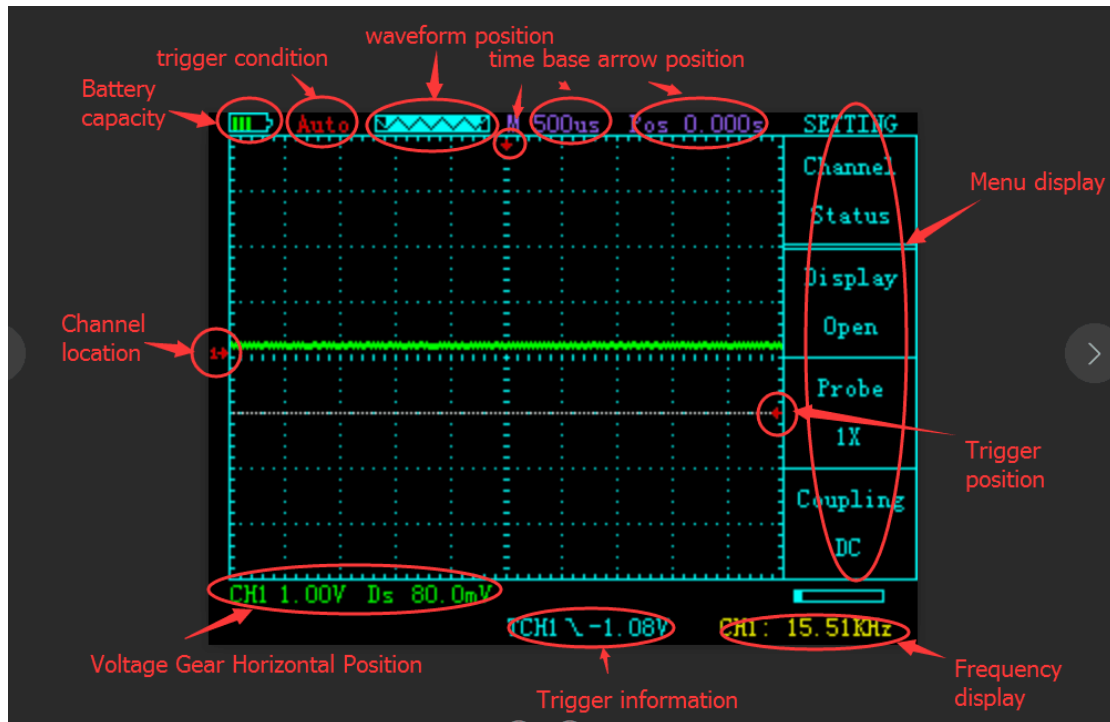 waveform position
trigger condition
time base arrow position
Battery
capacity
Auto
M 500us Pos 0.000s
SETTING
Channel
Status
Menu display
Display
Open
Channel
location
1
Probe
1X
Trigger
position
Coupling
DC
CH1 1.00V Ds 80.0mV
TCH1 -1.08V
CH1: 15.51KHz
Voltage Gear Horizontal Position
Trigger information
Frequency
display